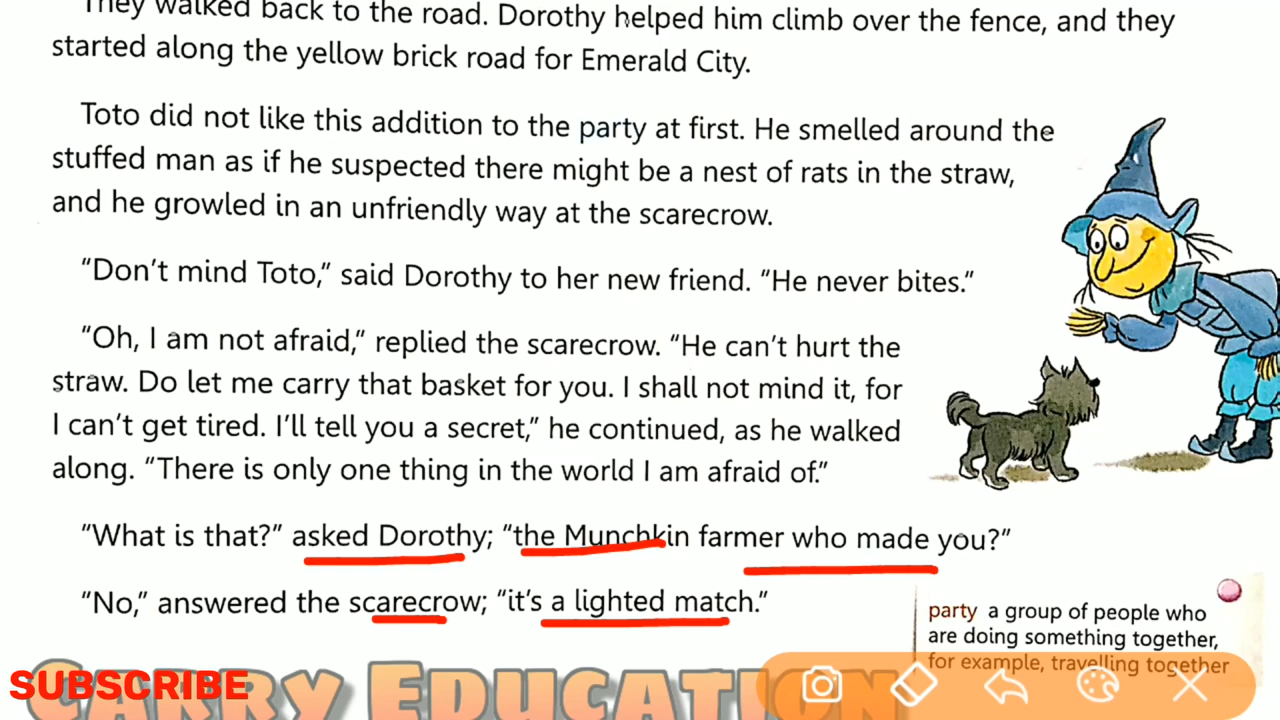 They walked back to the road. Dorothy helped him climb over the fence, and they
started along the yellow brick road for Emerald City.
Toto did not like this addition to the party at first. He smelled around the
stuffed man as if he suspected there might be a nest of rats in the straw,
and he growled in an unfriendly way at the scarecrow.
“Don’t mind Toto,” said Dorothy to her new friend. “He never bites.”
“Oh, I am not afraid,” replied the scarecrow. “He can’t hurt the
straw. Do let me carry that basket for you. I shall not mind it, for
I can’t get tired. I’ll tell you a secret,” he continued, as he walked
along. “There is only one thing in the world I am afraid of.”
“What is that?” asked Dorothy; “the Munchkin farmer who made you?”
“No,” answered the scarecrow; “it’s a lighted match.”
party a group of people who
are doing something together,
for example, travelling together
SUBSCRIBE
CARRY EDUCATION